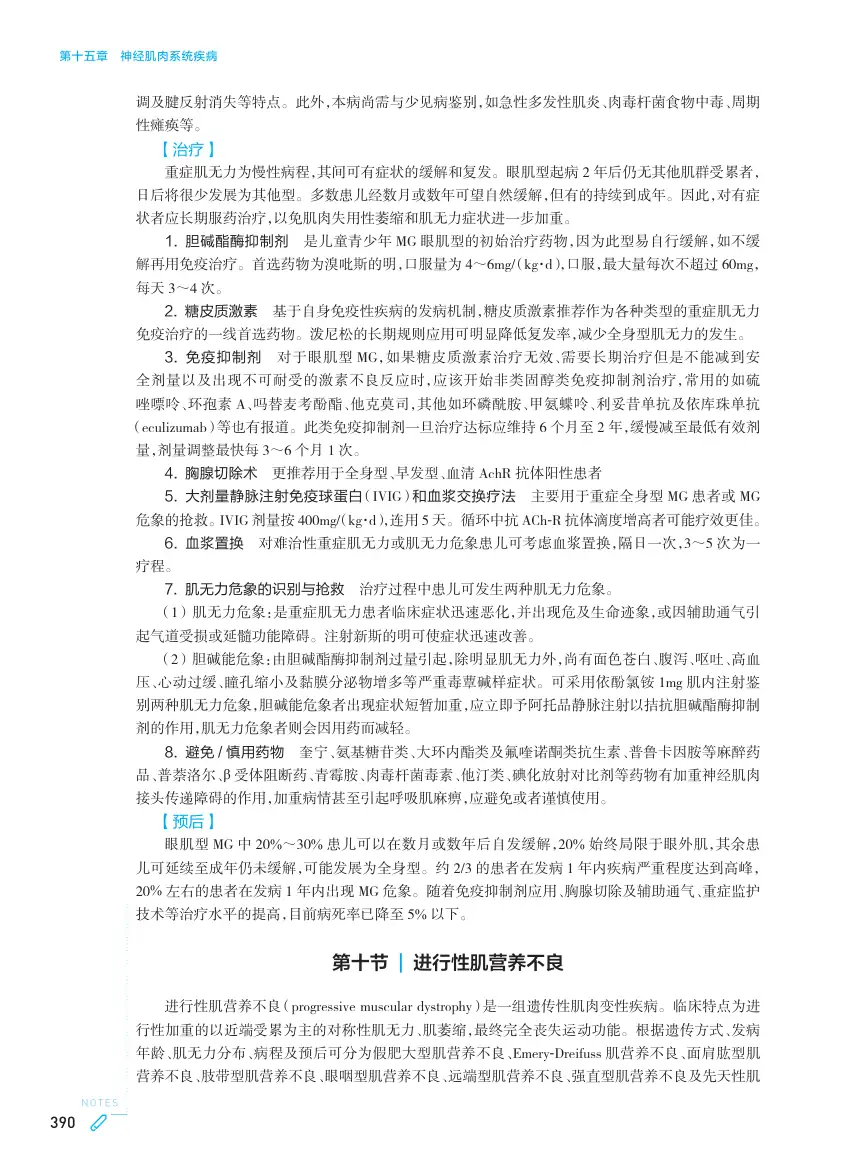 第十五章　神经肌肉系统疾病
调及腱反射消失等特点。此外,本病尚需与少见病鉴别,如急性多发性肌炎、肉毒杆菌食物中毒、周期
性瘫痪等。
【治疗】
重症肌无力为慢性病程,其间可有症状的缓解和复发。眼肌型起病 2 年后仍无其他肌群受累者,
日后将很少发展为其他型。多数患儿经数月或数年可望自然缓解,但有的持续到成年。因此,对有症
状者应长期服药治疗,以免肌肉失用性萎缩和肌无力症状进一步加重。
1. 胆碱酯酶抑制剂　是儿童青少年 MG 眼肌型的初始治疗药物,因为此型易自行缓解,如不缓
解再用免疫治疗。首选药物为溴吡斯的明,口服量为 4～6mg/(kg·d),口服,最大量每次不超过 60mg,
每天 3～4 次。
2. 糖皮质激素　基于自身免疫性疾病的发病机制,糖皮质激素推荐作为各种类型的重症肌无力
免疫治疗的一线首选药物。泼尼松的长期规则应用可明显降低复发率,减少全身型肌无力的发生。
3. 免疫抑制剂　对于眼肌型 MG,如果糖皮质激素治疗无效、需要长期治疗但是不能减到安
全剂量以及出现不可耐受的激素不良反应时,应该开始非类固醇类免疫抑制剂治疗,常用的如硫
唑嘌呤、环孢素 A、吗替麦考酚酯、他克莫司,其他如环磷酰胺、甲氨蝶呤、利妥昔单抗及依库珠单抗
(eculizumab)等也有报道。此类免疫抑制剂一旦治疗达标应维持 6 个月至 2 年,缓慢减至最低有效剂
量,剂量调整最快每 3～6 个月 1 次。
4. 胸腺切除术　更推荐用于全身型、早发型、血清 AchR 抗体阳性患者
5. 大剂量静脉注射免疫球蛋白(IVIG)和血浆交换疗法　主要用于重症全身型 MG 患者或 MG
危象的抢救。IVIG 剂量按 400mg/(kg·d),连用 5 天。循环中抗 ACh-R 抗体滴度增高者可能疗效更佳。
6. 血浆置换　对难治性重症肌无力或肌无力危象患儿可考虑血浆置换,隔日一次,3～5 次为一
疗程。
7. 肌无力危象的识别与抢救　治疗过程中患儿可发生两种肌无力危象。
(1)肌无力危象:是重症肌无力患者临床症状迅速恶化,并出现危及生命迹象,或因辅助通气引
起气道受损或延髓功能障碍。注射新斯的明可使症状迅速改善。
(2)胆碱能危象:由胆碱酯酶抑制剂过量引起,除明显肌无力外,尚有面色苍白、腹泻、呕吐、高血
压、心动过缓、瞳孔缩小及黏膜分泌物增多等严重毒蕈碱样症状。可采用依酚氯铵 1mg 肌内注射鉴
别两种肌无力危象,胆碱能危象者出现症状短暂加重,应立即予阿托品静脉注射以拮抗胆碱酯酶抑制
剂的作用,肌无力危象者则会因用药而减轻。
8. 避免 / 慎用药物　奎宁、氨基糖苷类、大环内酯类及氟喹诺酮类抗生素、普鲁卡因胺等麻醉药
品、普萘洛尔、β 受体阻断药、青霉胺、肉毒杆菌毒素、他汀类、碘化放射对比剂等药物有加重神经肌肉
接头传递障碍的作用,加重病情甚至引起呼吸肌麻痹,应避免或者谨慎使用。
【预后】
眼肌型 MG 中 20%～30% 患儿可以在数月或数年后自发缓解,20% 始终局限于眼外肌,其余患
儿可延续至成年仍未缓解,可能发展为全身型。约 2/3 的患者在发病 1 年内疾病严重程度达到高峰,
20% 左右的患者在发病 1 年内出现 MG 危象。随着免疫抑制剂应用、胸腺切除及辅助通气、重症监护
技术等治疗水平的提高,目前病死率已降至 5% 以下。
第十节 | 进行性肌营养不良
进行性肌营养不良(progressive muscular dystrophy)是一组遗传性肌肉变性疾病。临床特点为进
行性加重的以近端受累为主的对称性肌无力、肌萎缩,最终完全丧失运动功能。根据遗传方式、发病
年龄、肌无力分布、病程及预后可分为假肥大型肌营养不良、Emery-Dreifuss 肌营养不良、面肩肱型肌
营养不良、肢带型肌营养不良、眼咽型肌营养不良、远端型肌营养不良、强直型肌营养不良及先天性肌
NOTES
390